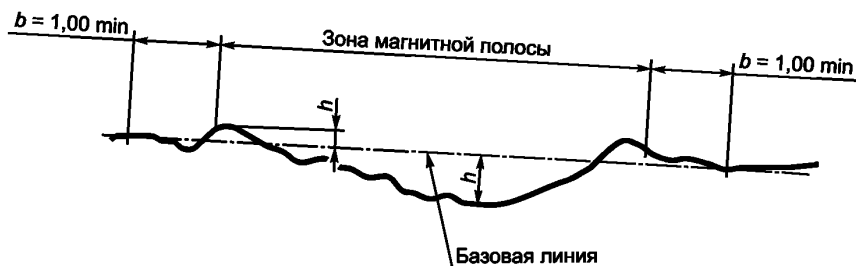 b = 1,00 min
Зона магнитной полосы
b = 1,00 min
h
h
Базовая линия